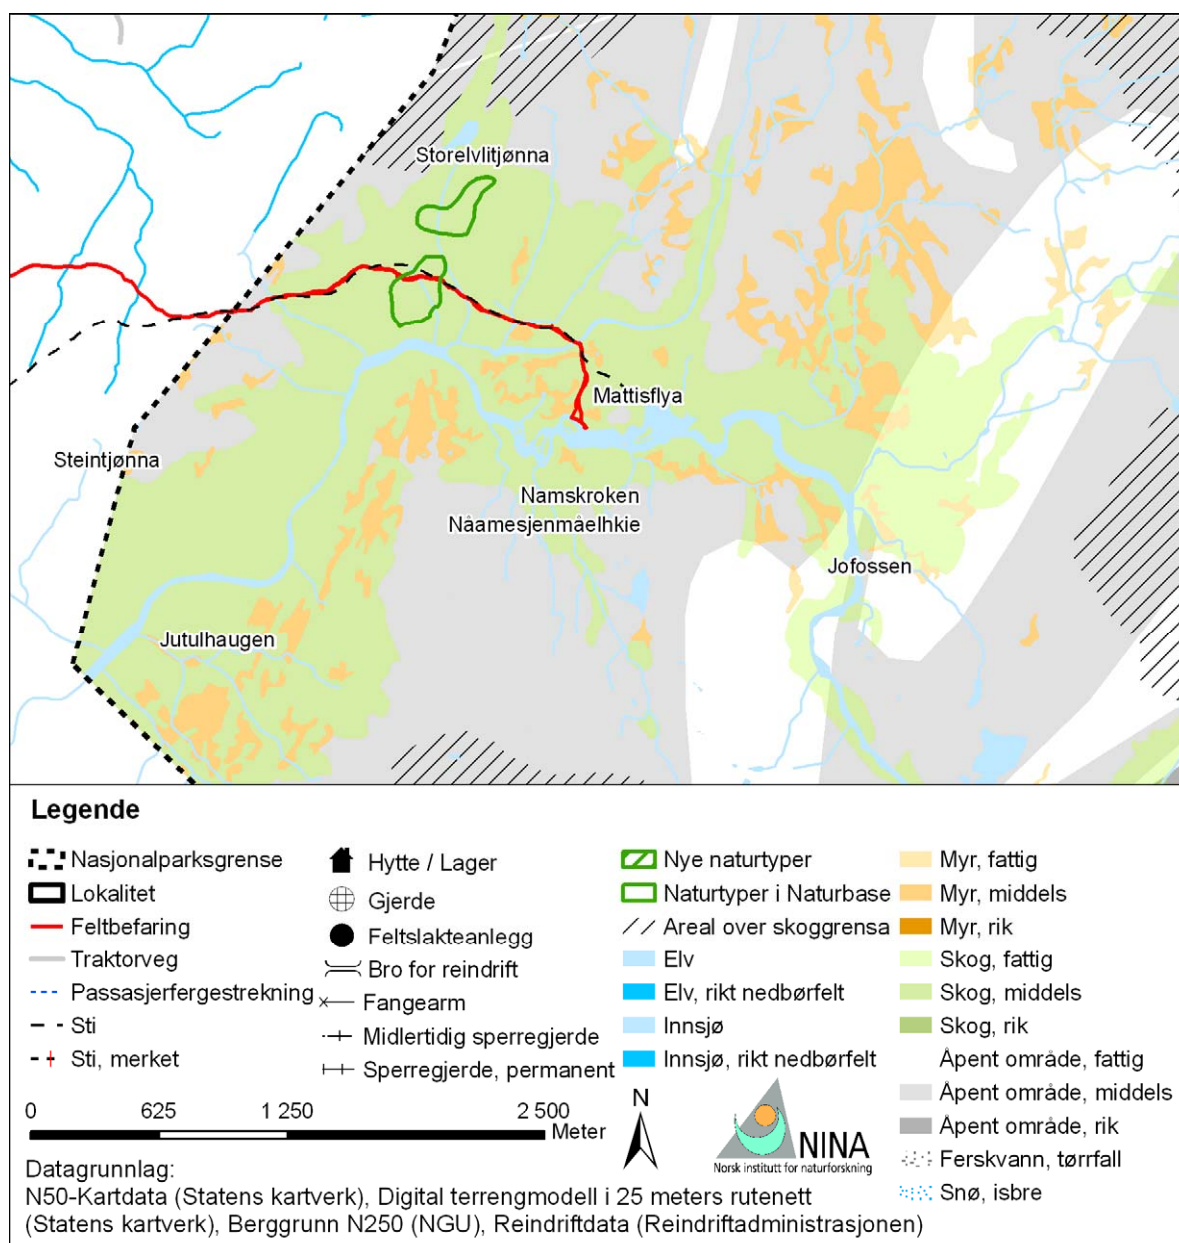 Storelvlitjønna
Mattisflya
Steintjønna
Namskroken
Nåamesjenmåelhkie
Jofossen
Jutulhaugen
Legende
Nasjonalparksgrense
Lokalitet
Feltbefaring
Traktorveg
Passasjerfergestrekning
Sti
Sti, merket
Hytte / Lager
Gjerde
Feltslakteanlegg
Bro for reindrift
Fangearm
Midlertidig sperregjerde
Sperregjerde, permanent
Nye naturtyper
Naturtyper i Naturbase
Areal over skoggrensa
Elv
Elv, rikt nedbørfelt
Innsjø
Innsjø, rikt nedbørfelt
Myr, fattig
Myr, middels
Myr, rik
Skog, fattig
Skog, middels
Skog, rik
Åpent område, fattig
Åpent område, middels
Åpent område, rik
Ferskvann, tørrfall
Snø, isbre
0 625 1 250 2 500
Meter
N
NINA
Norsk institutt for naturforskning
Datagrunnlag:
N50-Kartdata (Statens kartverk), Digital terrengmodell i 25 meters rutenett
(Statens kartverk), Berggrunn N250 (NGU), Reindriftdata (Reindriftadministrasjonen)